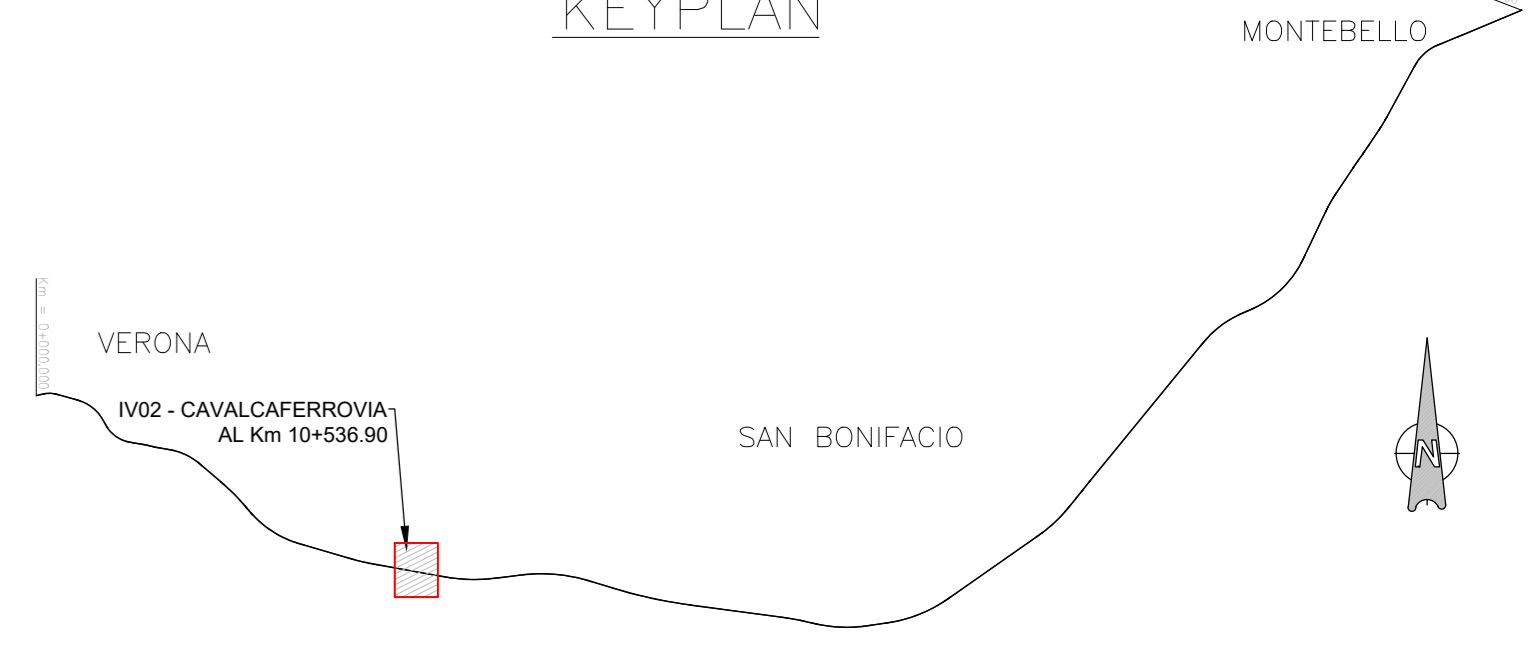 KEYPLAN
MONTEBELLO
Km = 0+000.000
VERONA
IV02 - CAVALCAFERROVIA
AL Km 10+536.90
SAN BONIFACIO
N